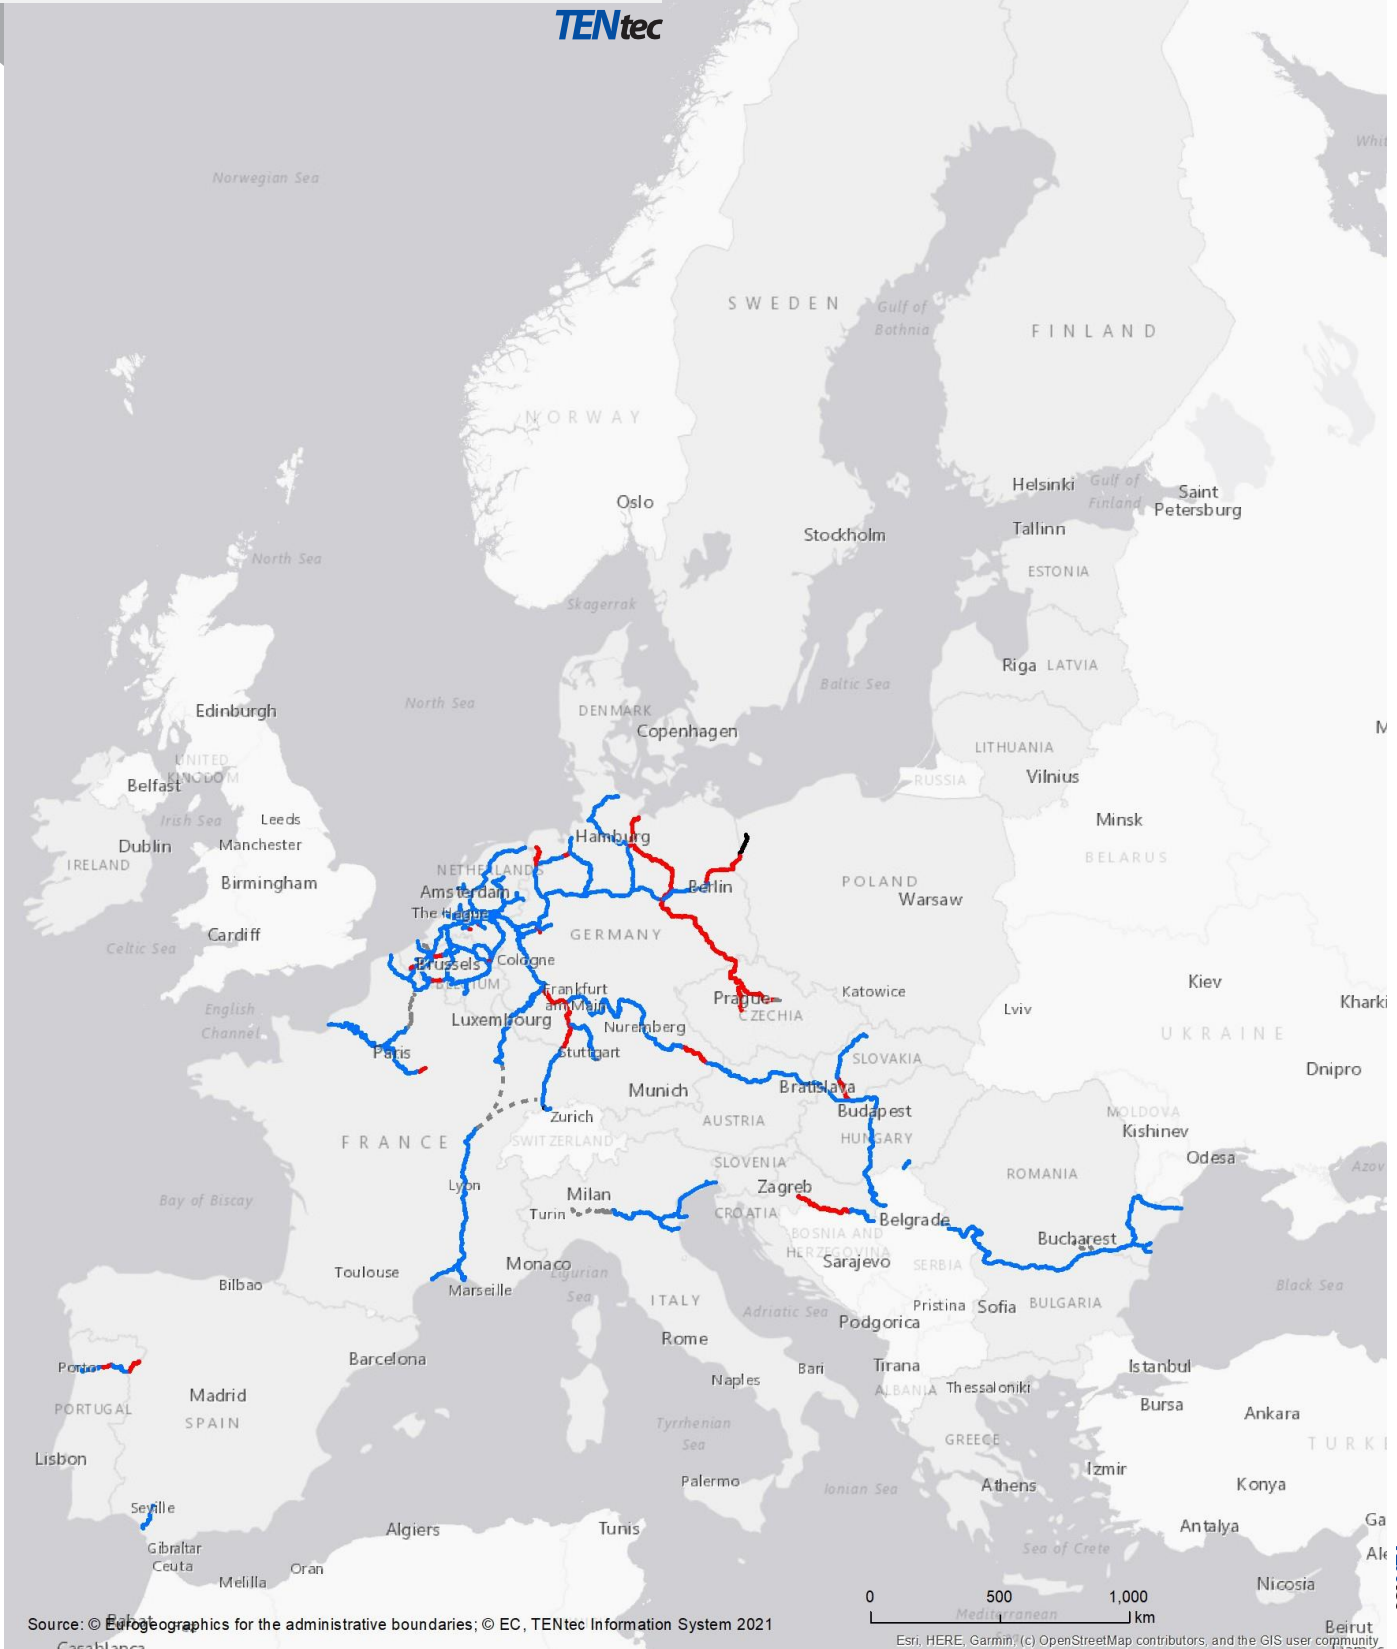 TENtec
Norwegian Sea
SWEDEN
Gulf of
Bothnia
FINLAND
NORWAY
Oslo
Helsinki
Gulf of
Finland
Saint
Petersburg
Stockholm
Tallinn
North Sea
ESTONIA
Skagerrak
Riga LATVIA
Baltic Sea
North Sea
Edinburgh
DENMARK
Copenhagen
LITHUANIA
UNITED
KINGDOM
Belfast
RUSSIA
Vilnius
Irish Sea
Leeds
Minsk
Hamburg
Dublin
Manchester
IRELAND
BELARUS
NETHERLANDS
Birmingham
Amsterdam
Berlin
POLAND
Warsaw
The Hague
Cardiff
GERMANY
Celtic Sea
Brussels
Cologne
BELGIUM
Kiev
Frankfurt
am Main
Prague
Katowice
English
Channel
Lviv
CZECHIA
Luxembourg
Nuremberg
UKRAINE
Paris
Stuttgart
SLOVAKIA
Dnipro
Munich
Bratislava
Zurich
AUSTRIA
Budapest
MOLDOVA
Kishinev
FRANCE
SWITZERLAND
HUNGARY
Odesa
SLOVENIA
ROMANIA
Lyon
Milan
Zagreb
Bay of Biscay
Turin
CROATIA
Belgrade
BOSNIA AND
HERZEGOVINA
Bucharest
Monaco
Sarajevo
SERBIA
Toulouse
Ligurian
Sea
Bilbao
Marseille
Black Sea
ITALY
Adriatic Sea
Pristina
Sofia
BULGARIA
Podgorica
Rome
Barcelona
Porto
Bari
Tirana
Istanbul
Naples
ALBANIA
Thessaloniki
Madrid
PORTUGAL
SPAIN
Bursa
Ankara
Tyrrhenian
Sea
GREECE
Lisbon
Izmir
Palermo
Ionian Sea
Athens
Konya
Seville
Algiers
Tunis
Antalya
Gibraltar
Ceuta
Sea of Crete
Oran
Melilla
Nicosia
0 500 1,000
km
Mediterranean
Sea
Rabat
Source: © Eurogeographics for the administrative boundaries; © EC, TENtec Information System 2021
Beirut
Casablanca
Esri, HERE, Garmin, (c) OpenStreetMap contributors, and the GIS user community